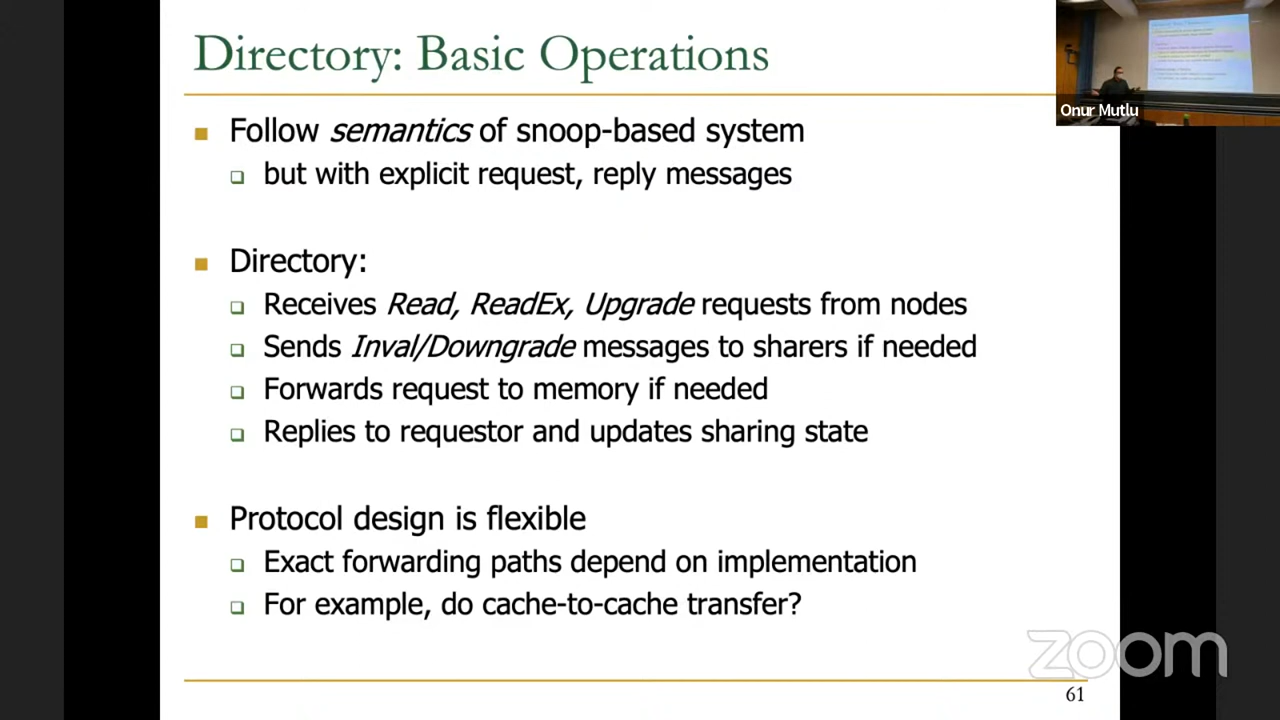 Directory: Basic Operations
Onur Mutlu
Follow semantics of snoop-based system
but with explicit request, reply messages
Directory:
Receives Read, ReadEx, Upgrade requests from nodes
Sends Inval/Downgrade messages to sharers if needed
Forwards request to memory if needed
Replies to requestor and updates sharing state
Protocol design is flexible
Exact forwarding paths depend on implementation
For example, do cache-to-cache transfer?
zoom
61